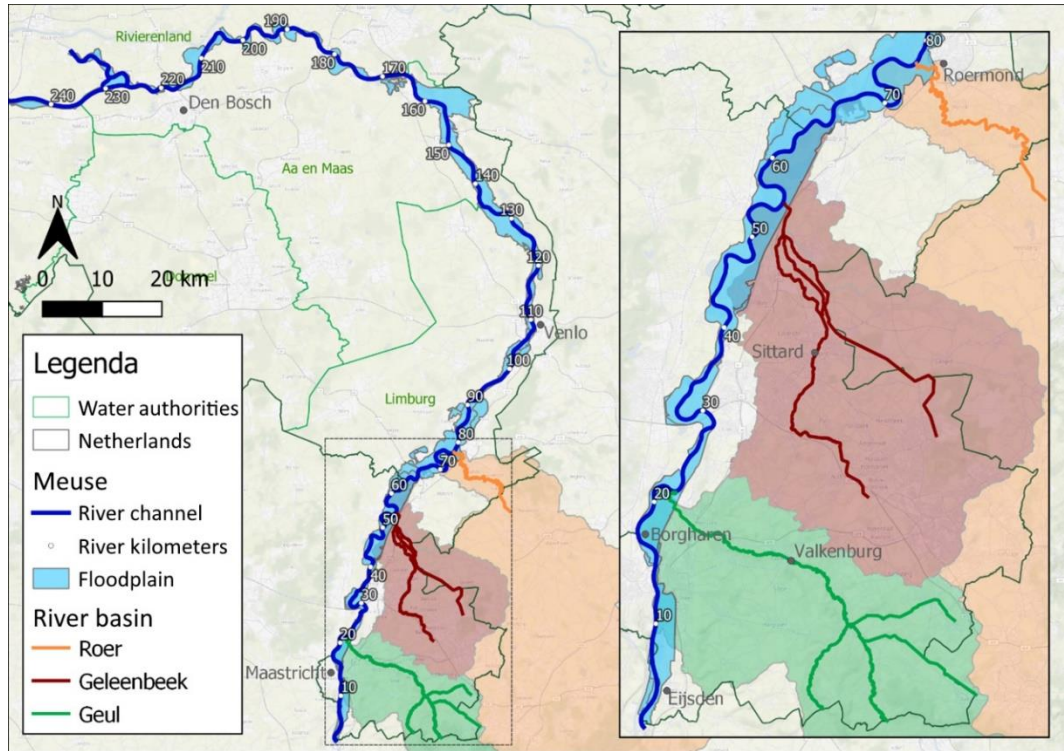 Rivierenland
190
200
180
210
170
220
230
240
160
Den Bosch
150
Aa en Maas
140
130
N
120
Dommel
0 10 20 km
110
Venlo
100
Limburg
90
80
70
60
50
40
30
20
Maastricht
10
Legenda
Water authorities
Netherlands
Meuse
River channel
River kilometers
Floodplain
River basin
Roer
Geleenbeek
Geul
80
Roermond
70
60
50
40
Sittard
30
20
Borgharen
Valkenburg
10
Eijsden